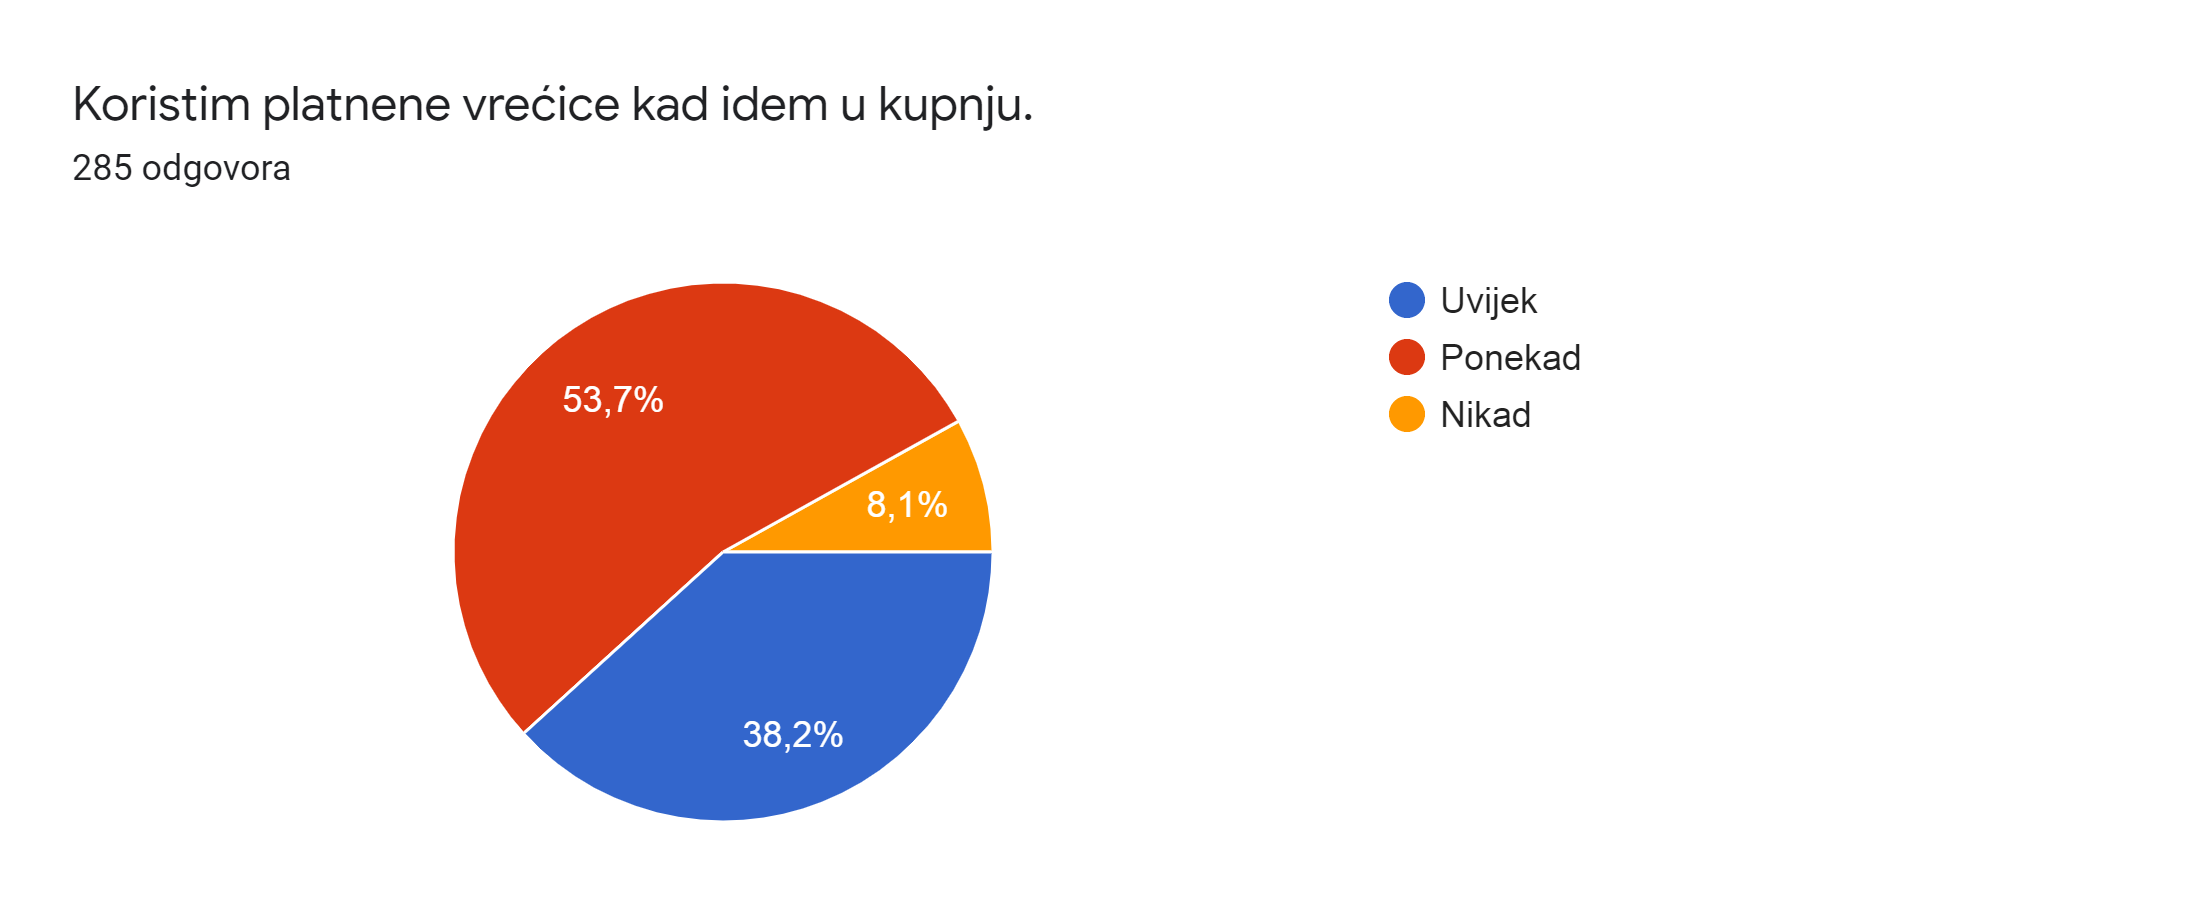 Koristim platnene vrećice kad idem u kupnju.
285 odgovora
53,7%
8,1%
38,2%
Uvijek
Ponekad
Nikad